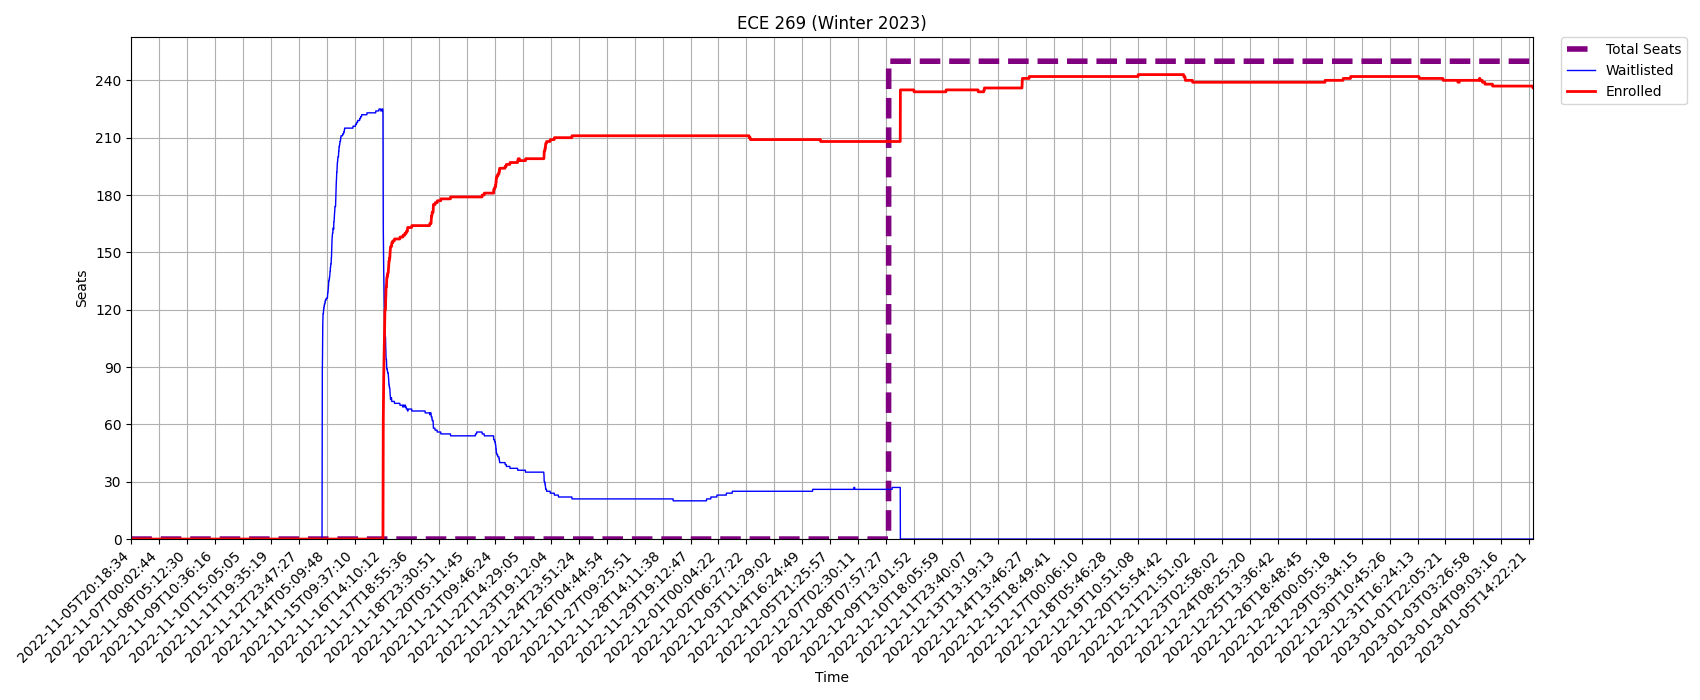 ECE 269 (Winter 2023)
Total Seats
Waitlisted
Enrolled
Seats
240
210
180
150
120
90
60
30
0
2022-11-05T20:18:34
2022-11-07T00:02:44
2022-11-08T05:12:30
2022-11-09T10:36:16
2022-11-10T15:05:05
2022-11-11T19:35:19
2022-11-12T23:47:27
2022-11-14T05:09:48
2022-11-15T09:37:10
2022-11-16T14:10:12
2022-11-17T18:55:36
2022-11-18T23:30:51
2022-11-20T05:11:45
2022-11-21T09:46:24
2022-11-22T14:29:05
2022-11-23T19:12:04
2022-11-24T23:51:24
2022-11-26T04:44:54
2022-11-27T09:25:51
2022-11-28T14:11:38
2022-11-29T19:12:47
2022-12-01T00:04:22
2022-12-02T06:27:22
2022-12-03T11:29:02
2022-12-04T16:24:49
2022-12-05T21:25:57
2022-12-07T02:30:11
2022-12-08T07:57:27
2022-12-09T13:01:52
2022-12-10T18:05:59
2022-12-11T23:40:07
2022-12-13T13:19:13
2022-12-14T13:46:27
2022-12-15T18:49:41
2022-12-17T00:06:10
2022-12-18T05:46:28
2022-12-19T10:51:08
2022-12-20T15:54:42
2022-12-21T21:51:02
2022-12-23T02:58:02
2022-12-24T08:25:20
2022-12-25T13:36:42
2022-12-26T18:48:45
2022-12-28T00:05:18
2022-12-29T05:34:15
2022-12-30T10:45:26
2022-12-31T16:24:13
2023-01-01T22:05:21
2023-01-03T03:26:58
2023-01-04T09:03:16
2023-01-05T14:22:21
Time